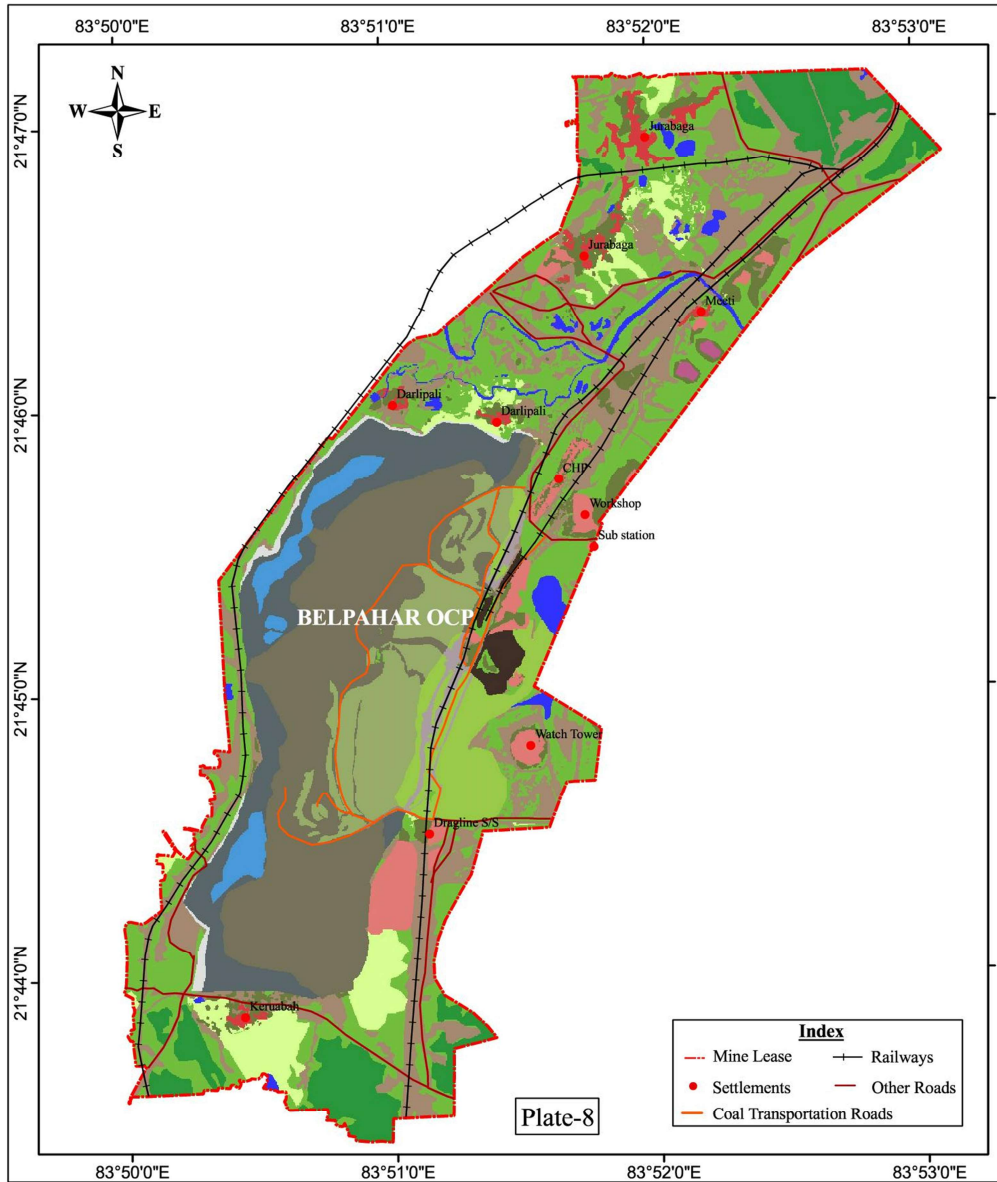 83°50'0"E 83°51'0"E 83°52'0"E 83°53'0"E
N
W E
S
21°47'0"N
Jurabaga
Jurabaga
Meeti
21°46'0"N
Darlipali
Darlipali
CHP
Workshop
Sub station
BELPAHAR OCP
21°45'0"N
Watch Tower
Dragline S/S
21°44'0"N
Keruabah
Index
Mine Lease Railways
Settlements Other Roads
Coal Transportation Roads
Plate-8
83°50'0"E 83°51'0"E 83°52'0"E 83°53'0"E